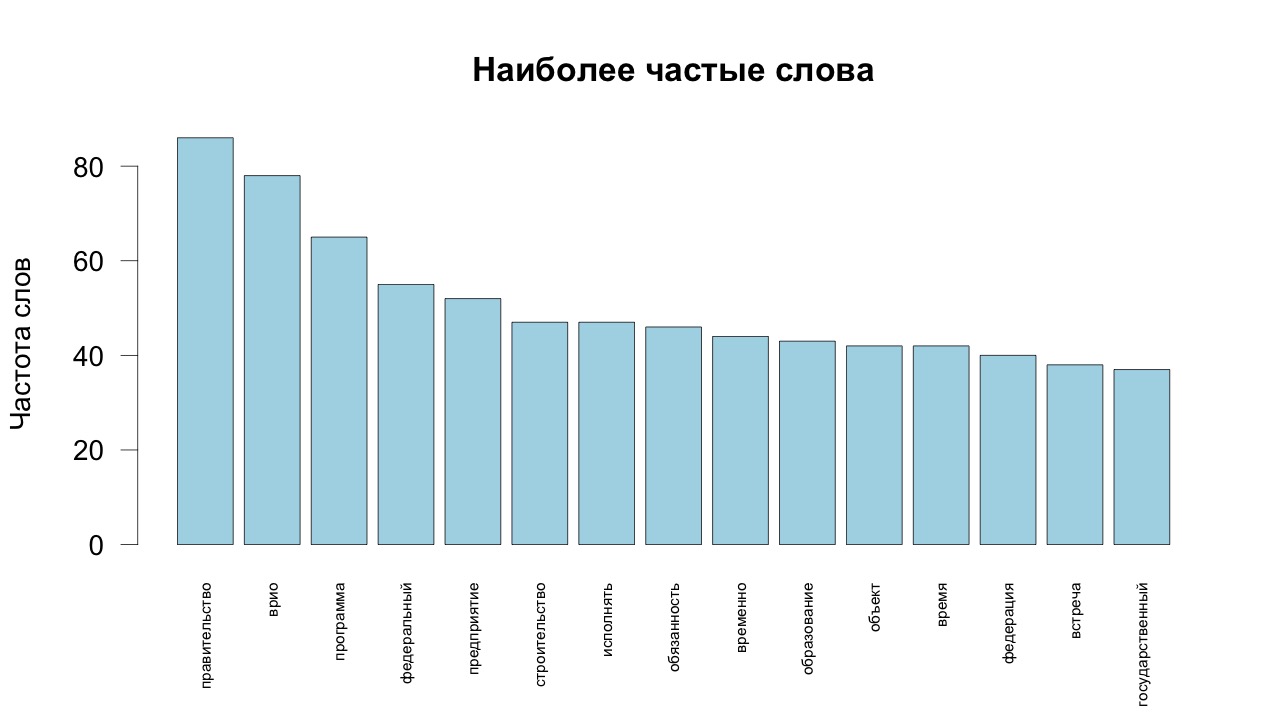 Наиболее частые слова
Частота слов
80
60
40
20
0
правительство
врио
программа
федеральный
предприятие
строительство
исполнять
обязанность
временно
образование
объект
время
федерация
встреча
государственный